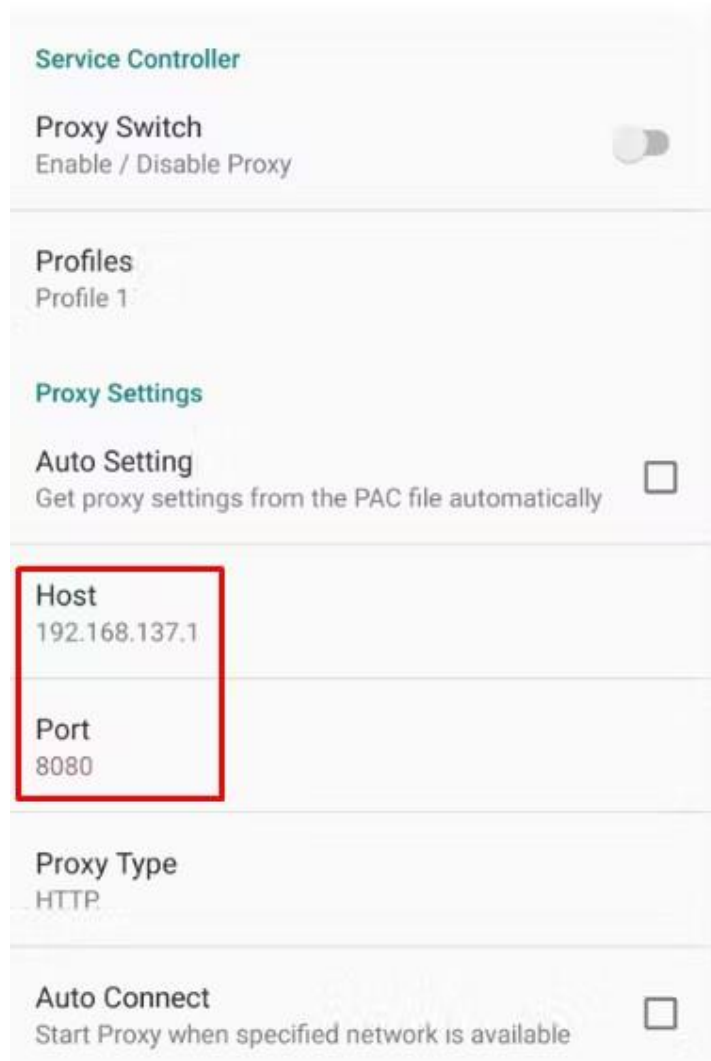 Service Controller
Proxy Switch
Enable / Disable Proxy
Profiles
Profile 1
Proxy Settings
Auto Setting
Get proxy settings from the PAC file automatically
Host
192.168.137.1
Port
8080
Proxy Type
HTTP
Auto Connect
Start Proxy when specified network is available